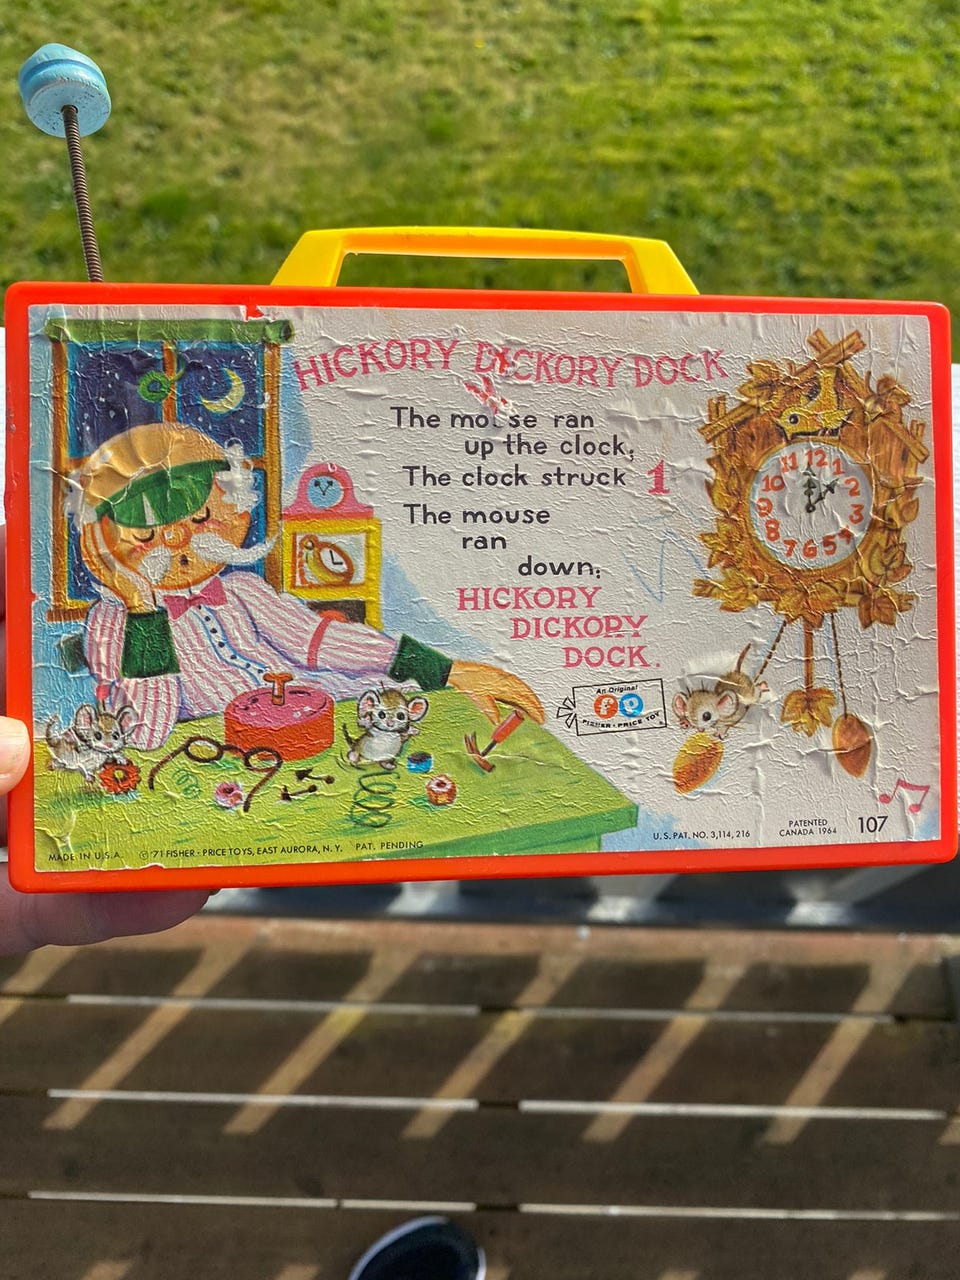 HICKORY DICKORY DOCK
The mouse ran
up the clock;
The clock struck 1
The mouse
ran
down;
HICKORY
DICKORY
DOCK.
An Original
fp
FISHER-PRICE TOY
11 12 1
10 2
9 3
8 4
7 6 5
MADE IN U.S.A. © '71 FISHER-PRICE TOYS, EAST AURORA, N.Y. PAT. PENDING
U.S. PAT. NO. 3,114,216
PATENTED
CANADA 1964
107